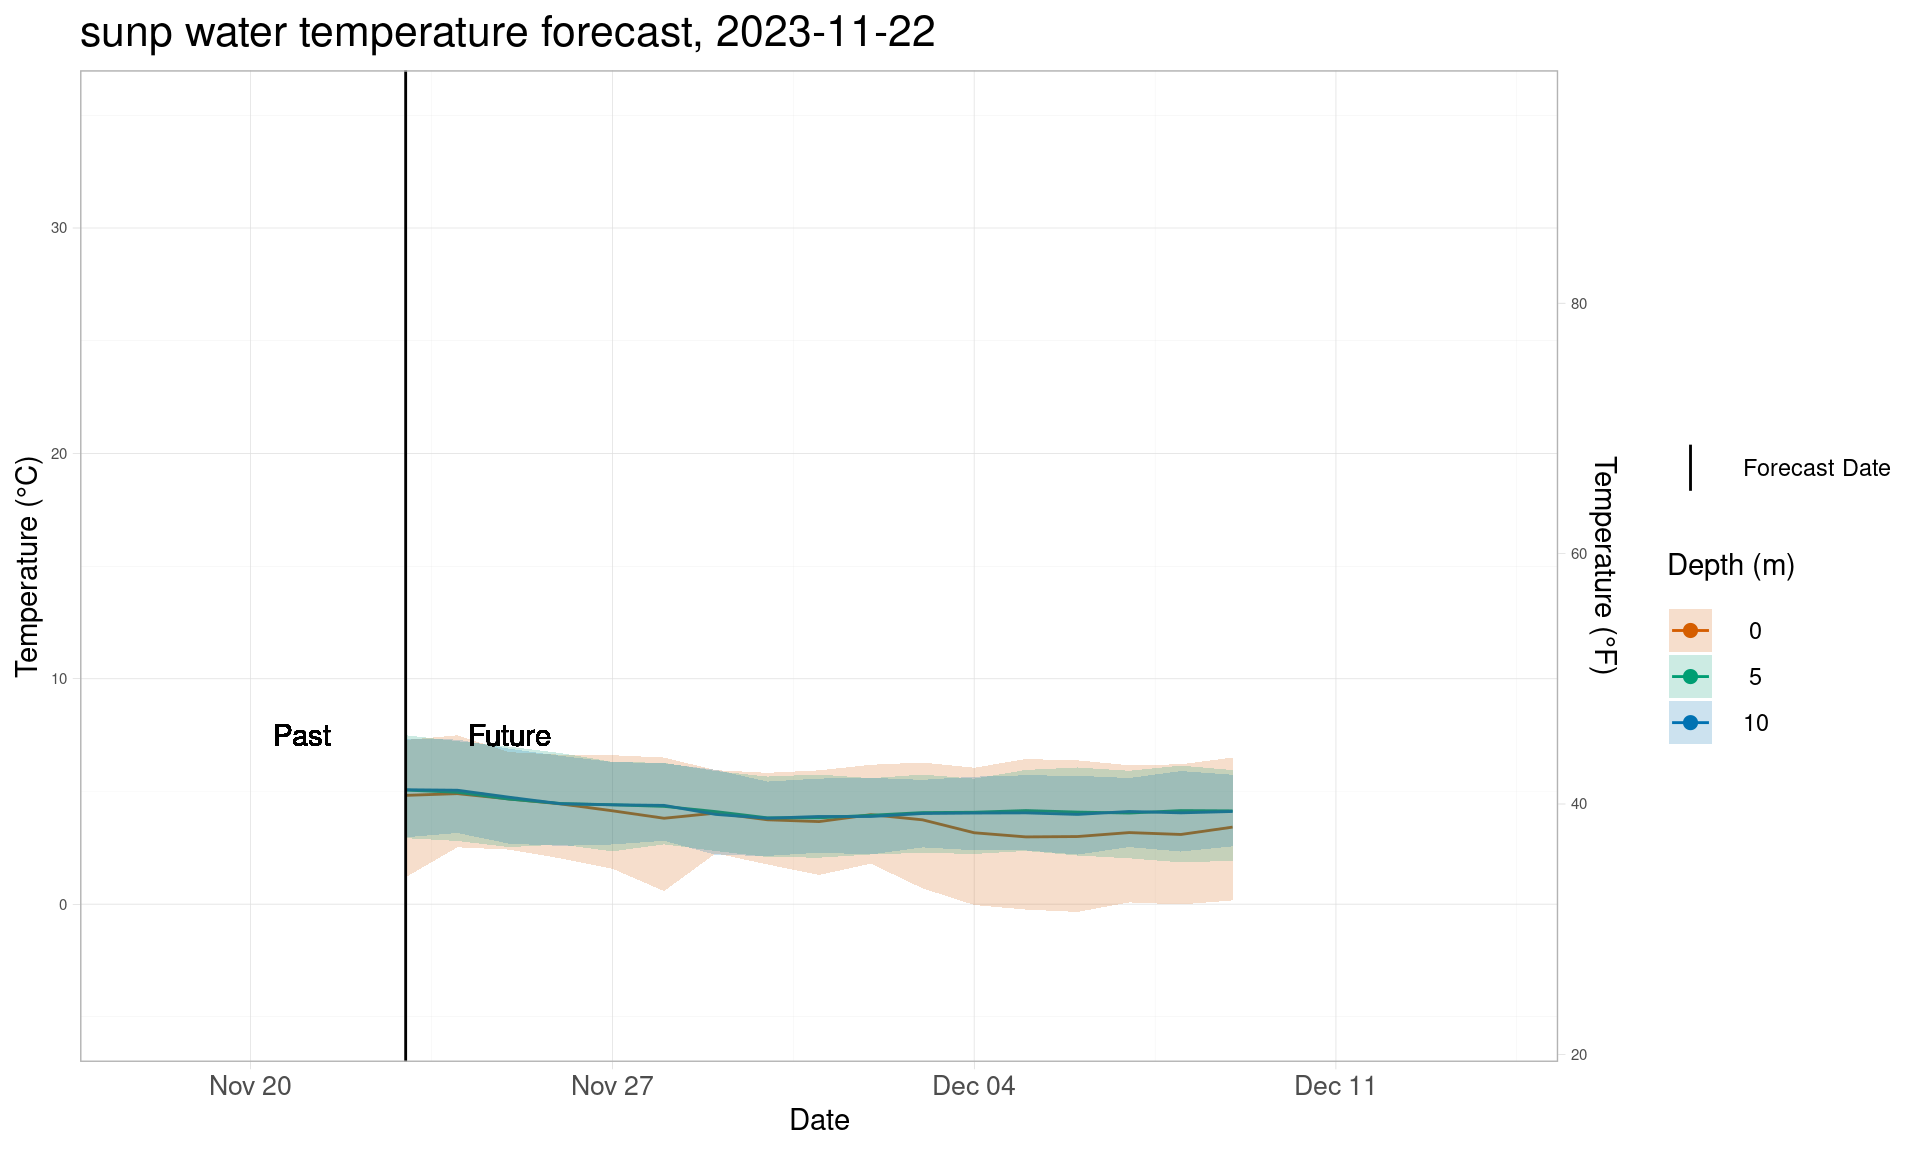 sunp water temperature forecast, 2023-11-22
Temperature (°C)
30
20
10
0
Past
Future
Nov 20
Nov 27
Dec 04
Dec 11
Date
80
60
40
20
Temperature (°F)
Forecast Date
Depth (m)
0
5
10